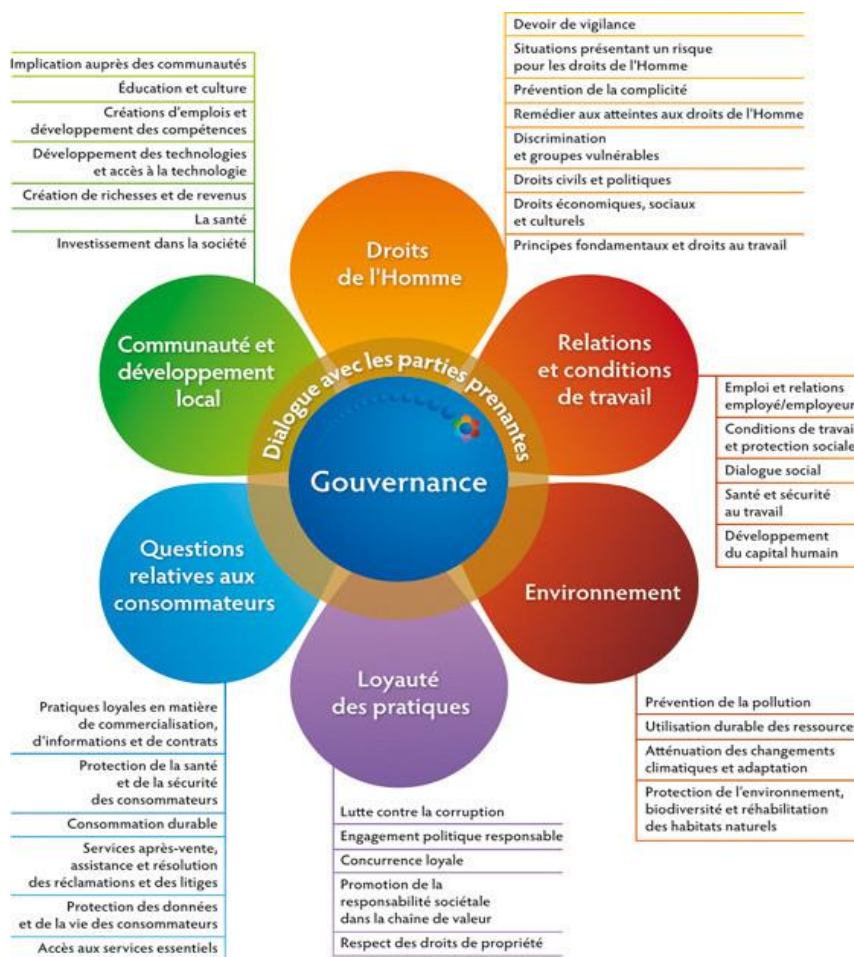 Devoir de vigilance
Situations présentant un risque
pour les droits de l'Homme
Prévention de la complicité
Remédier aux atteintes aux droits de l'Homme
Discrimination
et groupes vulnérables
Droits civils et politiques
Droits économiques, sociaux
et culturels
Principes fondamentaux et droits au travail
Implication auprès des communautés
Éducation et culture
Créations d'emplois et
développement des compétences
Développement des technologies
et accès à la technologie
Création de richesses et de revenus
La santé
Investissement dans la société
Droits
de l'Homme
Communauté et
développement
local
Relations
et conditions
de travail
Dialogue avec les parties prenantes
Gouvernance
Emploi et relations
employé/employeur
Conditions de travai
et protection sociale
Dialogue social
Santé et sécurité
au travail
Développement
du capital humain
Questions
relatives aux
consommateurs
Environnement
Loyauté
des pratiques
Pratiques loyales en matière
de commercialisation,
d'informations et de contrats
Protection de la santé
et de la sécurité
des consommateurs
Consommation durable
Services après-vente,
assistance et résolution
des réclamations et des litiges
Protection des données
et de la vie des consommateurs
Accès aux services essentiels
Lutte contre la corruption
Engagement politique responsable
Concurrence loyale
Promotion de la
responsabilité sociétale
dans la chaîne de valeur
Respect des droits de propriété
Prévention de la pollution
Utilisation durable des ressource
Atténuation des changements
climatiques et adaptation
Protection de l'environnement,
biodiversité et réhabilitation
des habitats naturels